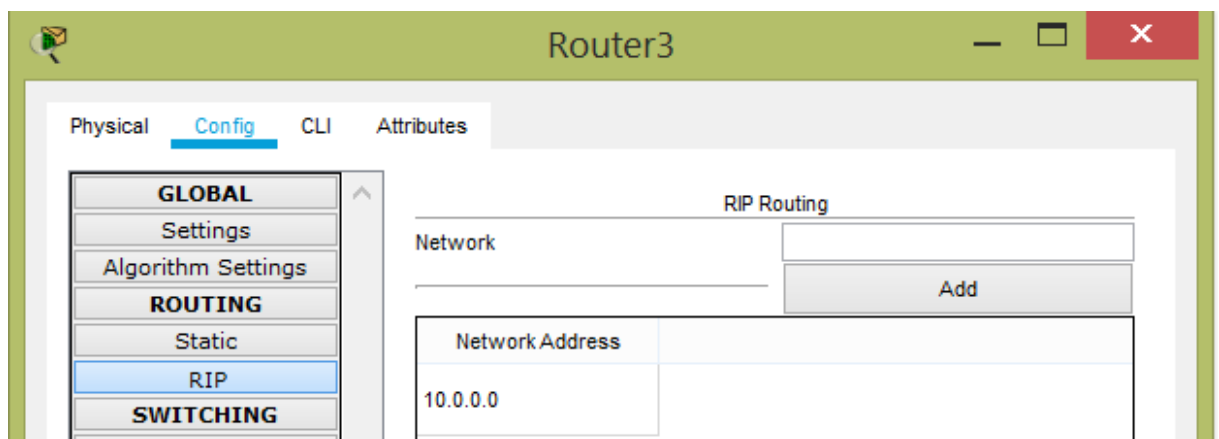 Router3
Physical Config CLI Attributes
GLOBAL
Settings
Algorithm Settings
ROUTING
Static
RIP
SWITCHING
RIP Routing
Network
Add
Network Address
10.0.0.0